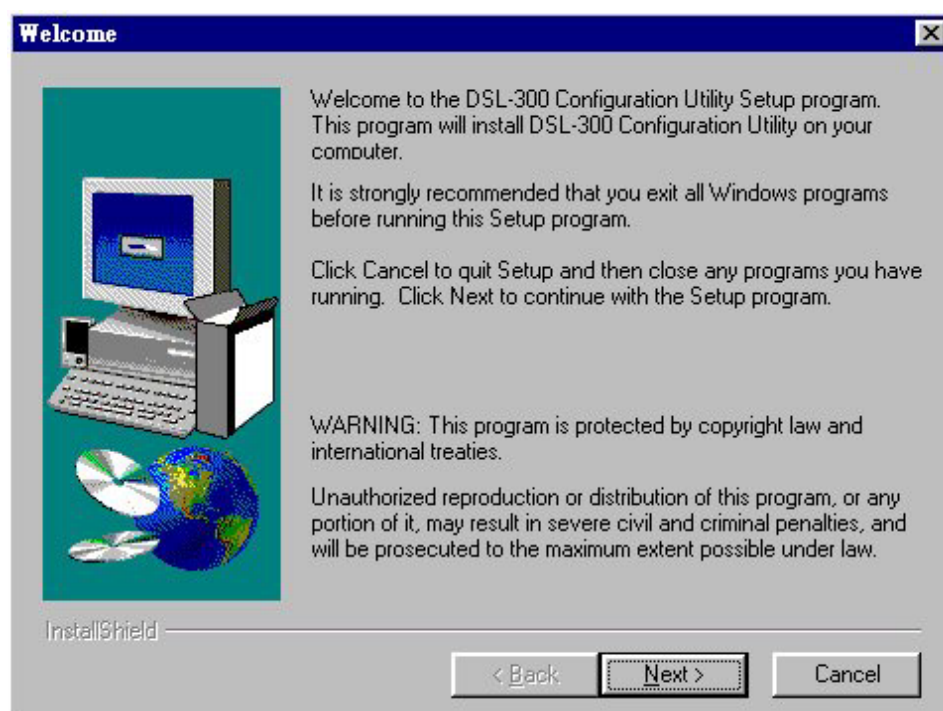 Welcome
Welcome to the DSL-300 Configuration Utility Setup program.
This program will install DSL-300 Configuration Utility on your
computer.
It is strongly recommended that you exit all Windows programs
before running this Setup program.
Click Cancel to quit Setup and then close any programs you have
running.  Click Next to continue with the Setup program.
WARNING: This program is protected by copyright law and
international treaties.
Unauthorized reproduction or distribution of this program, or any
portion of it, may result in severe civil and criminal penalties, and
will be prosecuted to the maximum extent possible under law.
InstallShield
< Back
Next >
Cancel